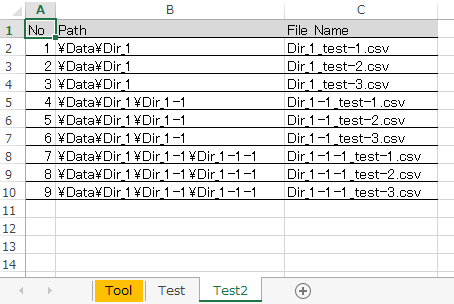 A B C
1 No Path File Name
2 1 ¥Data¥Dir_1 Dir_1_test-1.csv
3 2 ¥Data¥Dir_1 Dir_1_test-2.csv
4 3 ¥Data¥Dir_1 Dir_1_test-3.csv
5 4 ¥Data¥Dir_1¥Dir_1-1 Dir_1-1_test-1.csv
6 5 ¥Data¥Dir_1¥Dir_1-1 Dir_1-1_test-2.csv
7 6 ¥Data¥Dir_1¥Dir_1-1 Dir_1-1_test-3.csv
8 7 ¥Data¥Dir_1¥Dir_1-1¥Dir_1-1-1 Dir_1-1-1_test-1.csv
9 8 ¥Data¥Dir_1¥Dir_1-1¥Dir_1-1-1 Dir_1-1-1_test-2.csv
10 9 ¥Data¥Dir_1¥Dir_1-1¥Dir_1-1-1 Dir_1-1-1_test-3.csv
11
12
13
14
Tool Test Test2